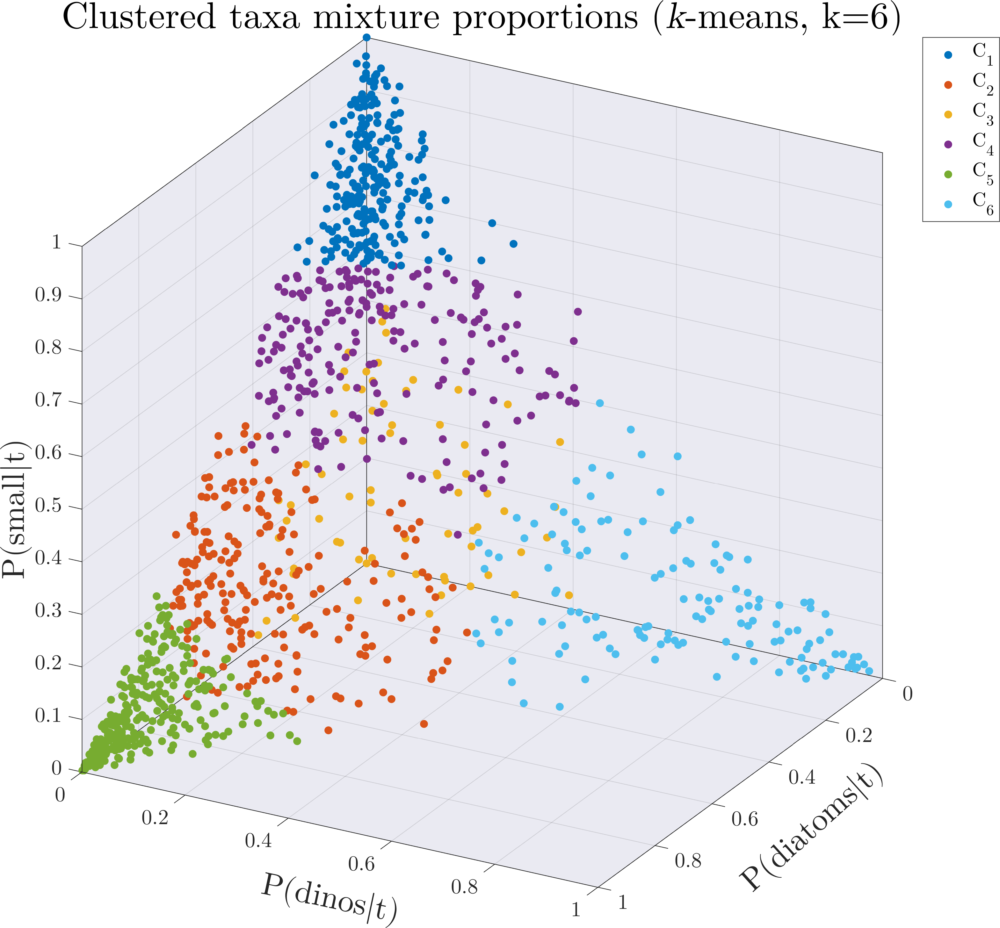 Clustered taxa mixture proportions (k-means, k=6)
C1
C2
C3
C4
C5
C6
1
0.9
0.8
0.7
0.6
0.5
0.4
0.3
0.2
0.1
0
P(small|t)
0
0.2
0.4
0.6
0.8
1
P(dinos|t)
0
0.2
0.4
0.6
0.8
1
P(diatoms|t)